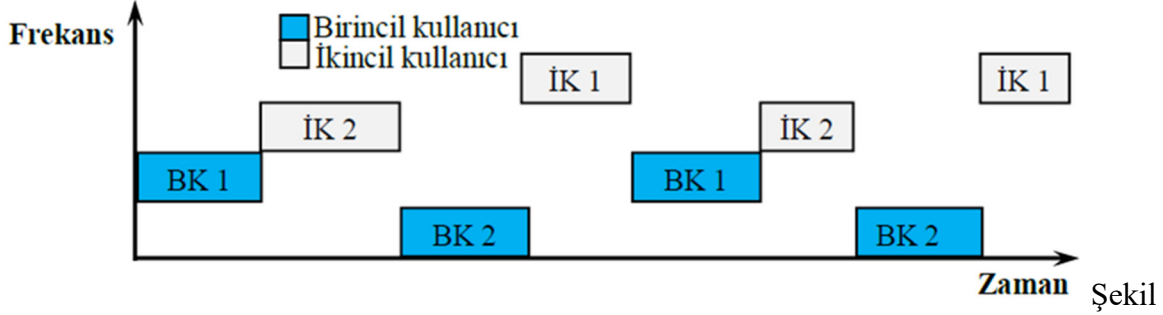 Frekans
Birincil kullanıcı
İkincil kullanıcı
İK 1
İK 1
İK 2
İK 2
BK 1
BK 1
BK 2
BK 2
Zaman
Şekil